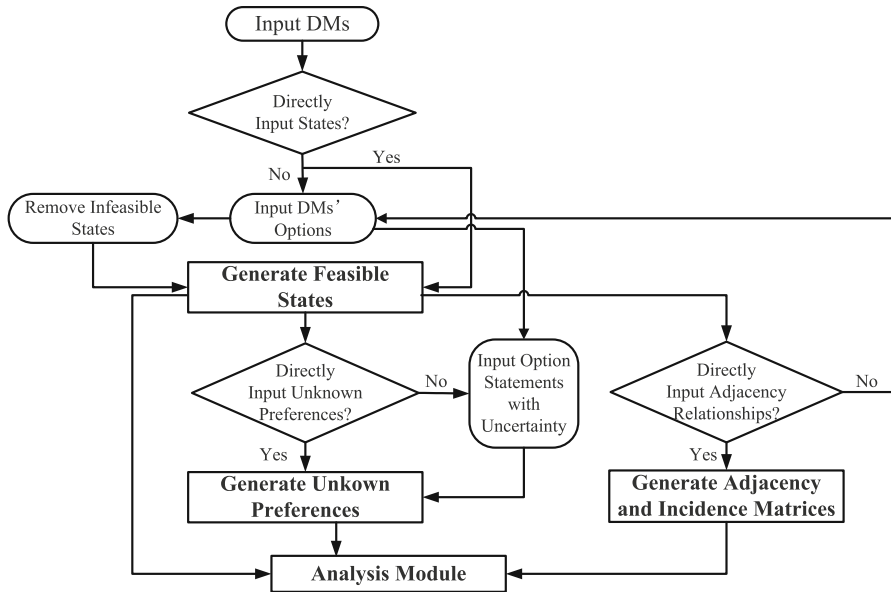 Input DMs
Directly
Input States?
Yes
No
Remove Infeasible
States
Input DMs’
Options
Generate Feasible
States
Directly
Input Unknown
Preferences?
No
Input Option
Statements
with
Uncertainty
Directly
Input Adjacency
Relationships?
No
Yes
Yes
Generate Unkown
Preferences
Generate Adjacency
and Incidence Matrices
Analysis Module